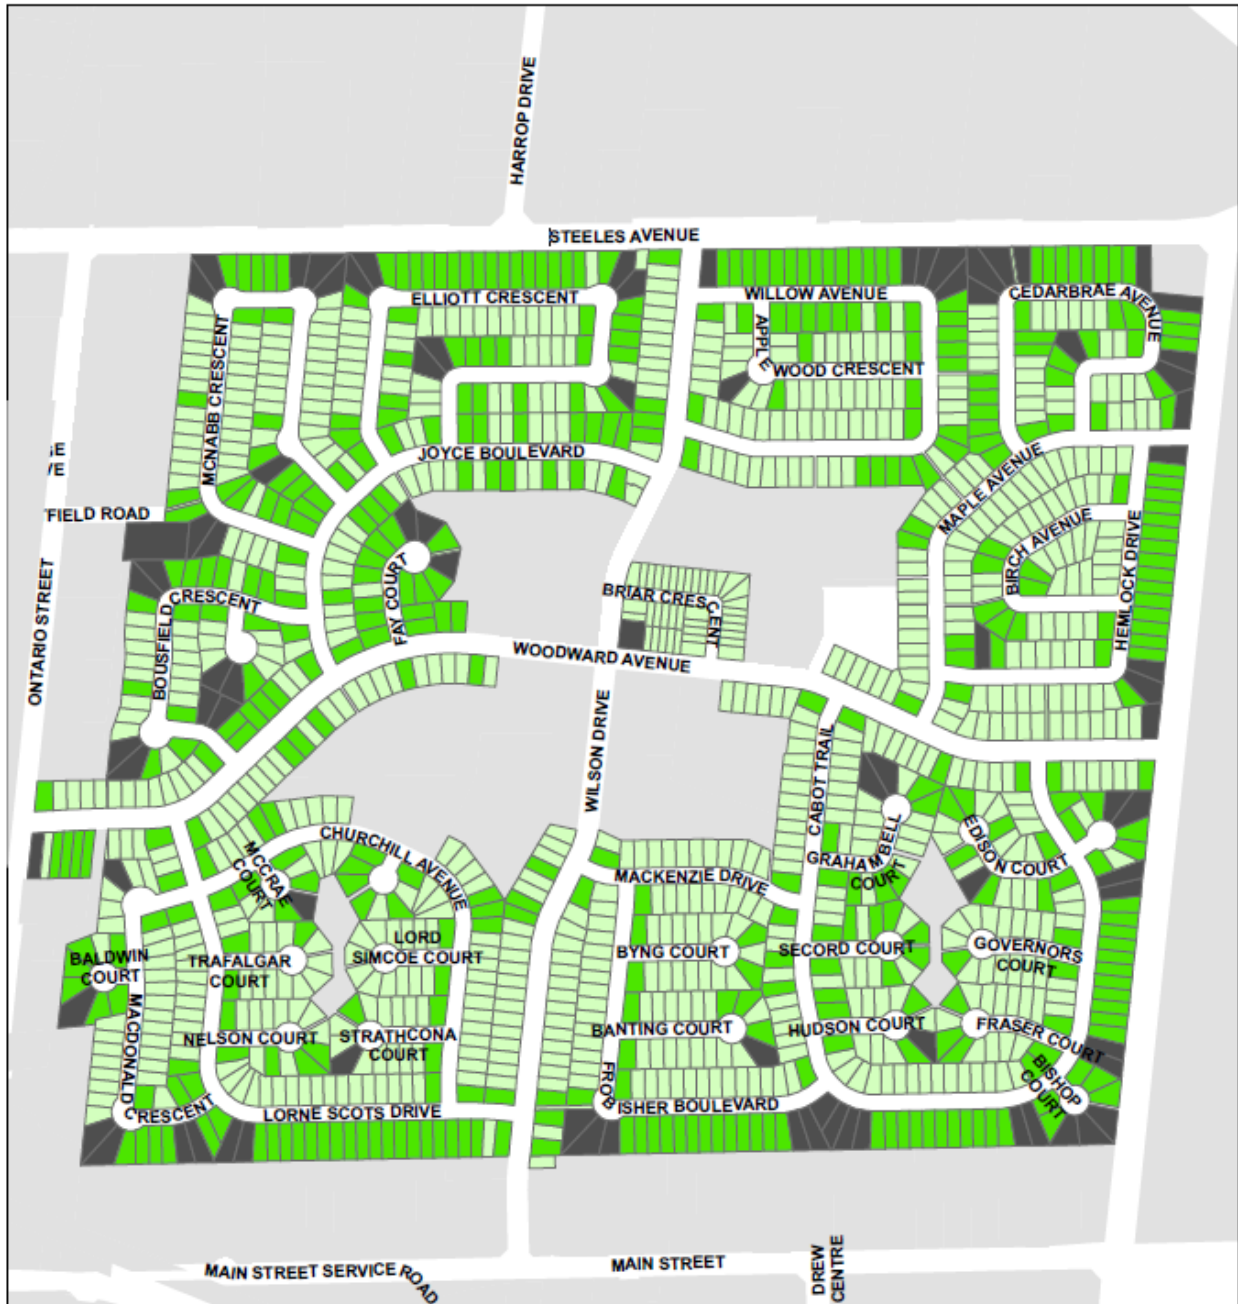 HARROP DRIVE
STEELES AVENUE
ELLIOTT CRESCENT
WILLOW AVENUE
CEDARBRAE AVENUE
MCNABB CRESCENT
APPLE
WOOD CRESCENT
JOYCE BOULEVARD
MAPLE AVENUE
GE
VE
FIELD ROAD
BIRCH AVENUE
HEMLOCK DRIVE
FAY COURT
BRIAR CRESCENT
BOUSFIELD
CRESCENT
ONTARIO STREET
WOODWARD AVENUE
WILSON DRIVE
CABOT TRAIL
CHURCHILL AVENUE
MCCRAE
COURT
GRAHAM BELL
COURT
EDISON COURT
MACKENZIE DRIVE
BALDWIN
COURT
TRAFALGAR
COURT
LORD
SIMCOE COURT
BYNG COURT
SECORD COURT
GOVERNORS
COURT
MACDONALD
CRESCENT
NELSON COURT
STRATHCONA
COURT
BANTING COURT
HUDSON COURT
FRASER COURT
BISHOP
COURT
LORNE SCOTS DRIVE
FROBISHER BOULEVARD
MAIN STREET SERVICE ROAD
MAIN STREET
DREW
CENTRE